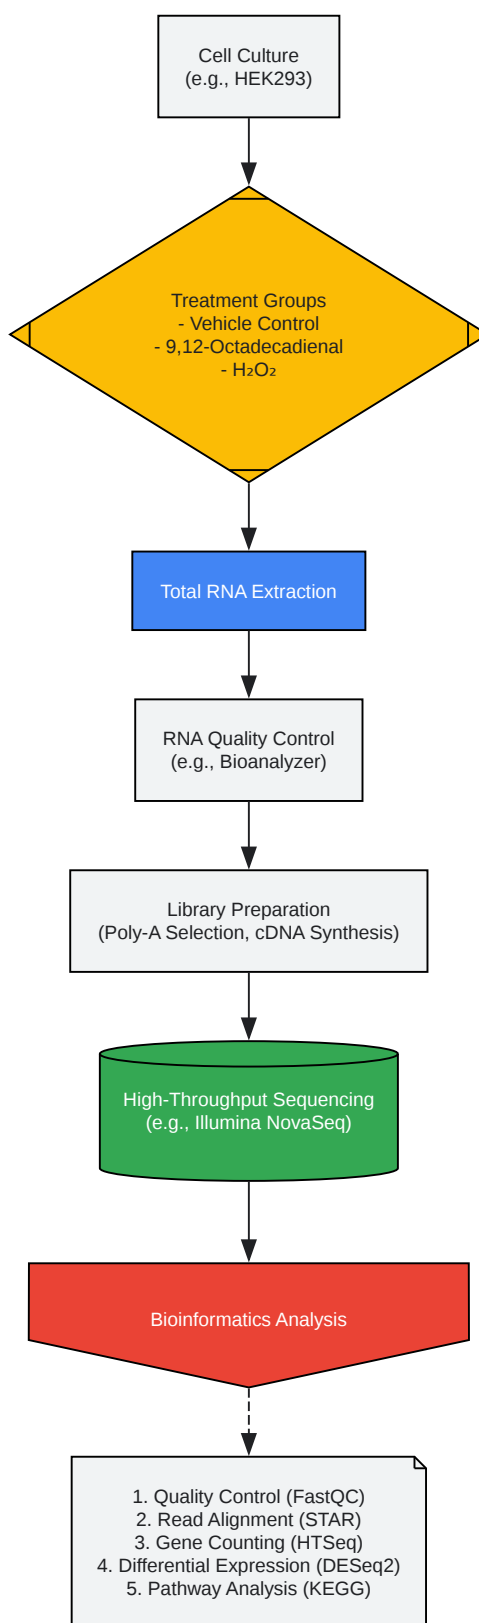 Cell Culture
(e.g., HEK293)
Treatment Groups
- Vehicle Control
- 9,12-Octadecadienal
- H₂O₂
Total RNA Extraction
RNA Quality Control
(e.g., Bioanalyzer)
Library Preparation
(Poly-A Selection, cDNA Synthesis)
High-Throughput Sequencing
(e.g., Illumina NovaSeq)
Bioinformatics Analysis
1. Quality Control (FastQC)
2. Read Alignment (STAR)
3. Gene Counting (HTSeq)
4. Differential Expression (DESeq2)
5. Pathway Analysis (KEGG)